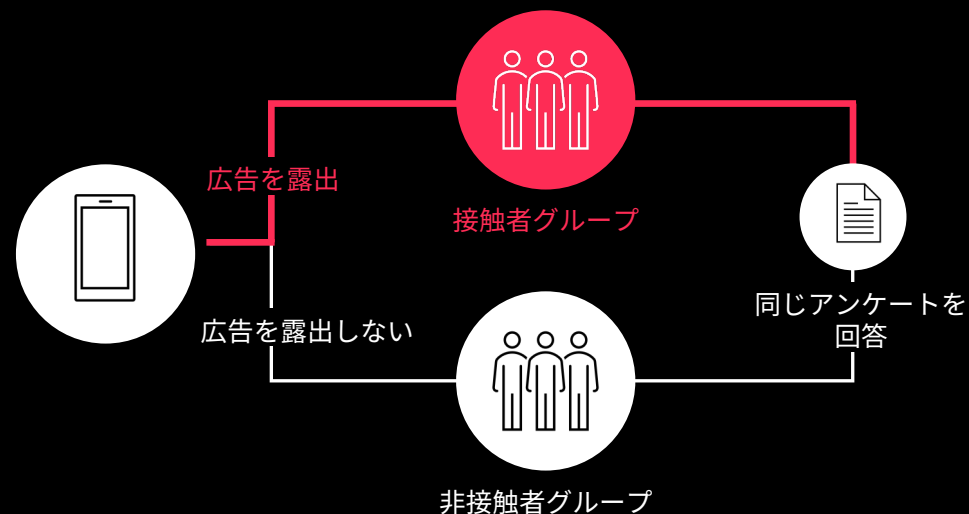 広告を露出
接触者グループ
広告を露出しない
同じアンケートを
回答
非接触者グループ